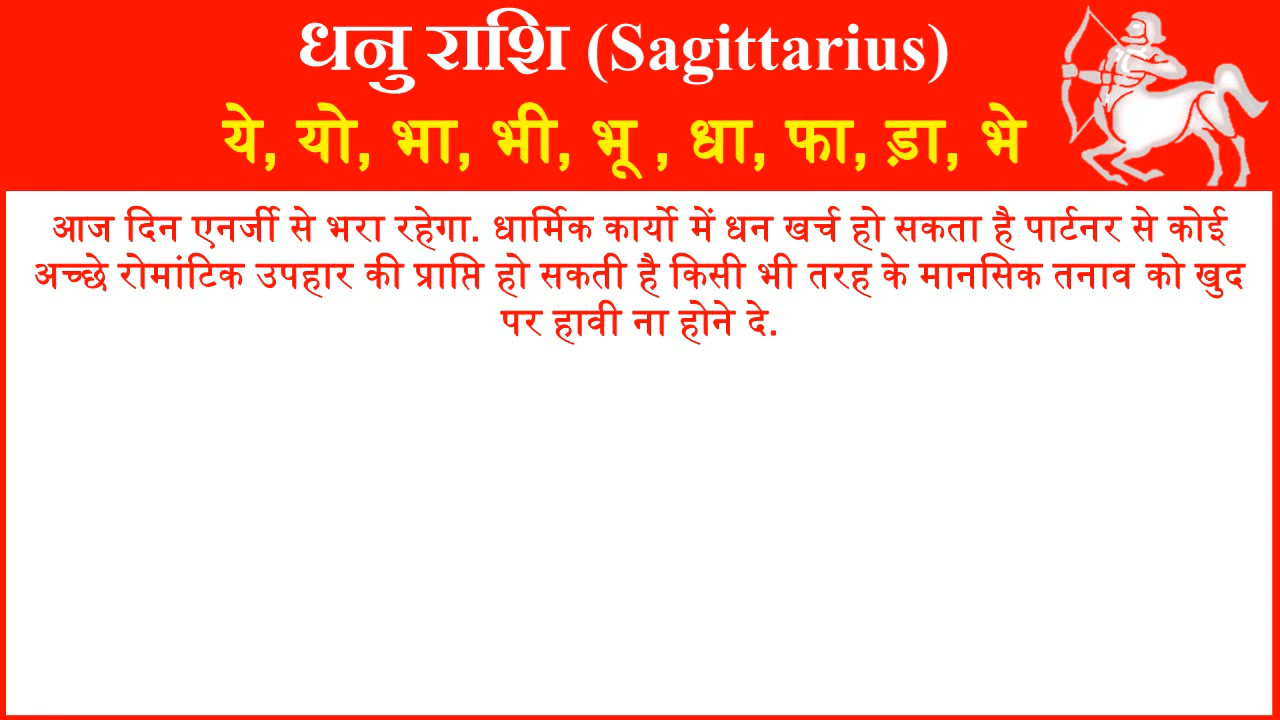 धनु राशि (Sagittarius)
ये, यो, भा, भी, भू , धा, फा, ड़ा, भे
आज दिन एनर्जी से भरा रहेगा. धार्मिक कार्यो में धन खर्च हो सकता है पार्टनर से कोई
अच्छे रोमांटिक उपहार की प्राप्ति हो सकती है किसी भी तरह के मानसिक तनाव को खुद
पर हावी ना होने दे.